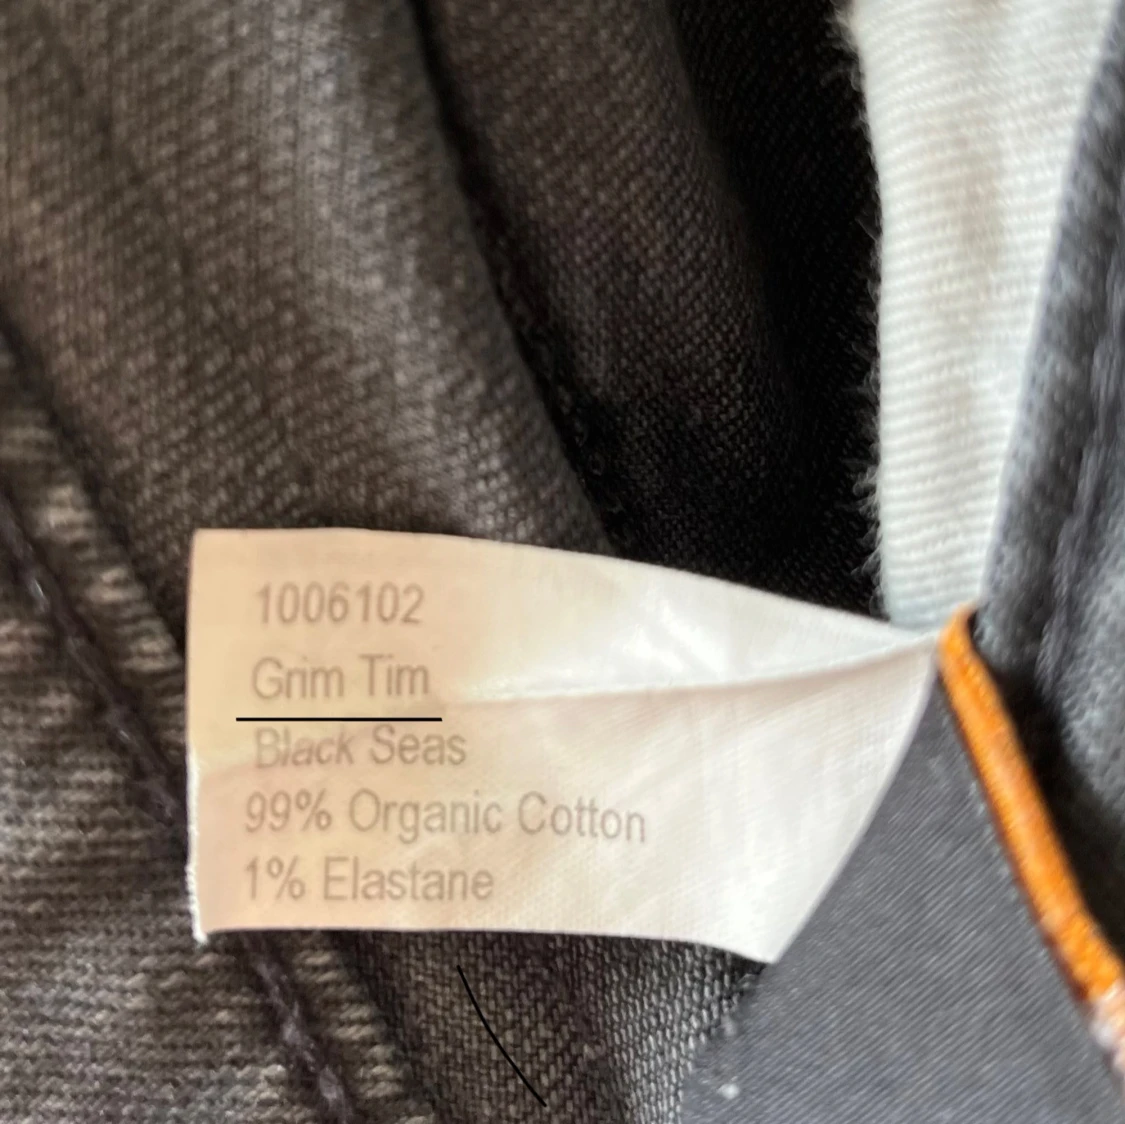 1006102
Grim Tim
Black Seas
99% Organic Cotton
1% Elastane